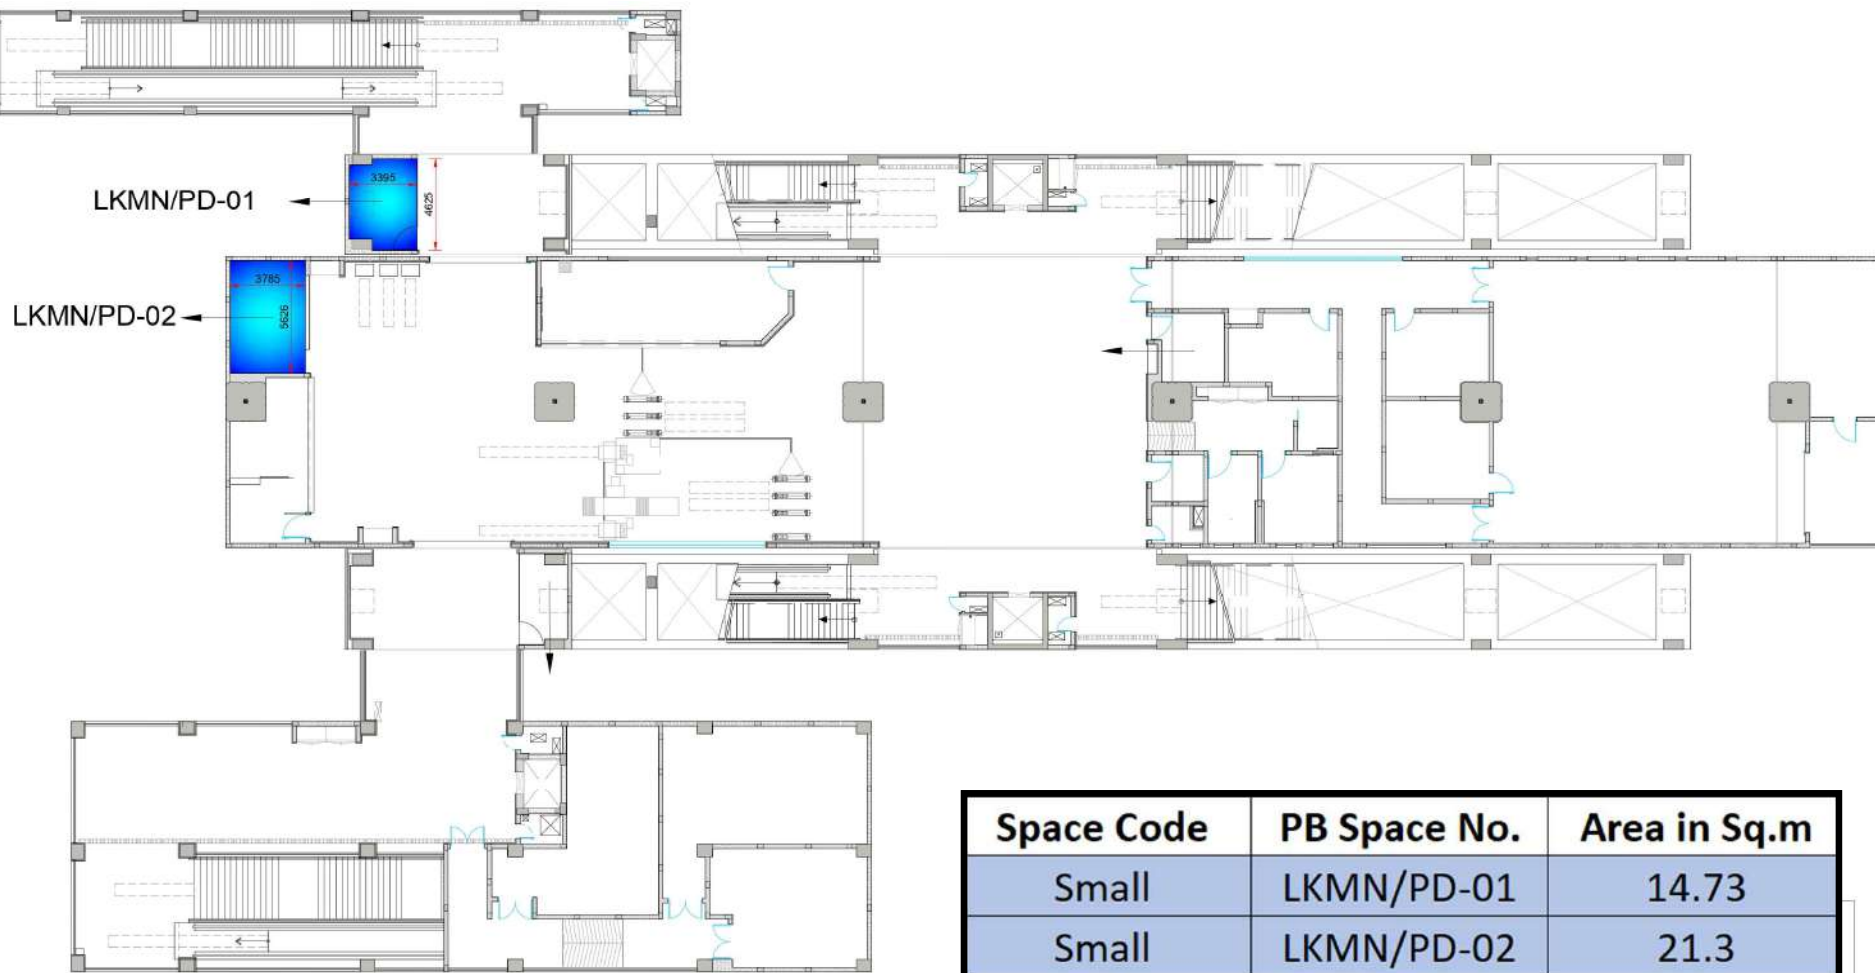 3395
4625
LKMN/PD-01
3785
5626
LKMN/PD-02
Space Code PB Space No. Area in Sq.m
Small LKMN/PD-01 14.73
Small LKMN/PD-02 21.3